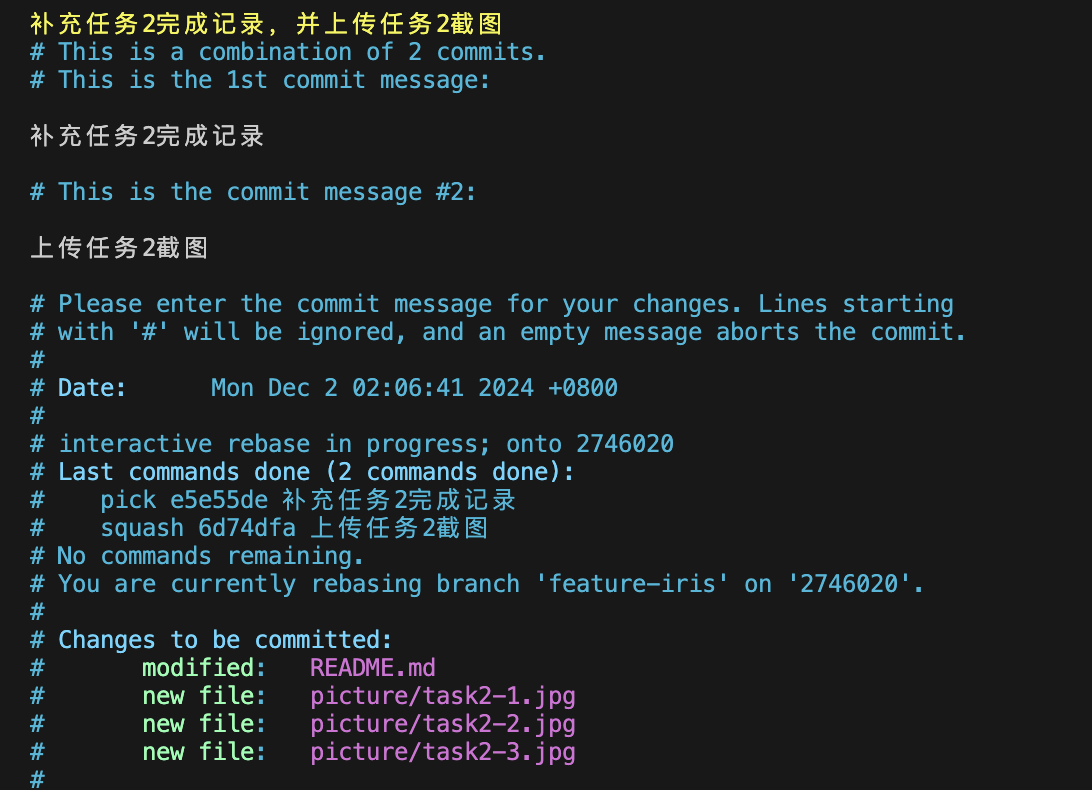 补充任务2完成记录, 并上传任务2截图
# This is a combination of 2 commits.
# This is the 1st commit message:
补充任务2完成记录
# This is the commit message #2:
上传任务2截图
# Please enter the commit message for your changes. Lines starting
# with '#' will be ignored, and an empty message aborts the commit.
#
# Date:      Mon Dec 2 02:06:41 2024 +0800
#
# interactive rebase in progress; onto 2746020
# Last commands done (2 commands done):
#    pick e5e55de 补充任务2完成记录
#    squash 6d74dfa 上传任务2截图
# No commands remaining.
# You are currently rebasing branch 'feature-iris' on '2746020'.
#
# Changes to be committed:
#       modified:   README.md
#       new file:   picture/task2-1.jpg
#       new file:   picture/task2-2.jpg
#       new file:   picture/task2-3.jpg
#